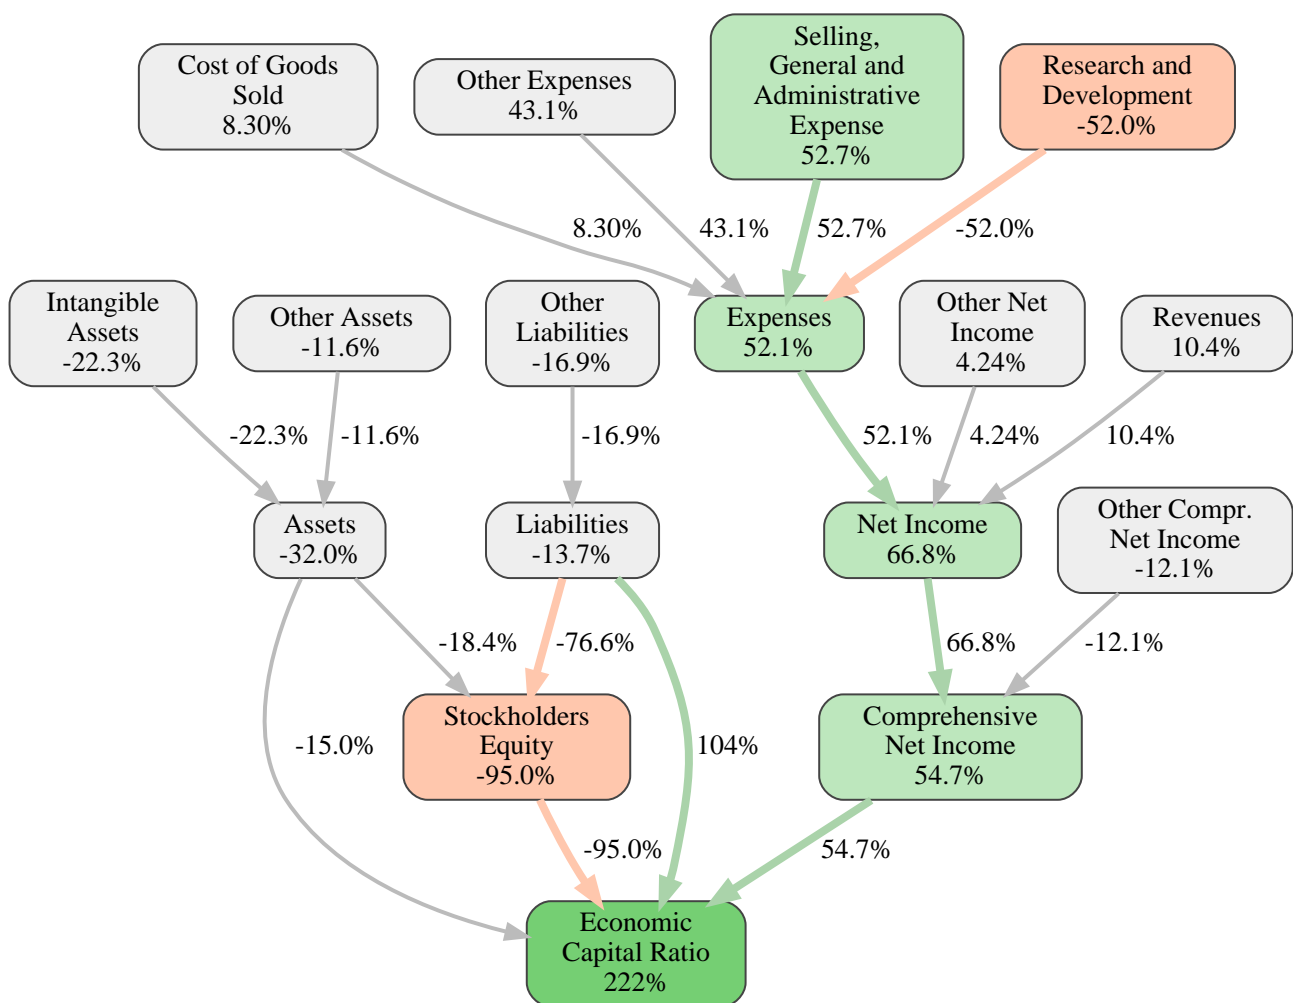 Cost of Goods
Sold
8.30%
Other Expenses
43.1%
Selling,
General and
Administrative
Expense
52.7%
Research and
Development
-52.0%
8.30%
43.1%
52.7%
-52.0%
Intangible
Assets
-22.3%
Other Assets
-11.6%
Other
Liabilities
-16.9%
Expenses
52.1%
Other Net
Income
4.24%
Revenues
10.4%
-22.3%
-11.6%
-16.9%
52.1%
4.24%
10.4%
Assets
-32.0%
Liabilities
-13.7%
Net Income
66.8%
Other Compr.
Net Income
-12.1%
-18.4%
-76.6%
66.8%
-12.1%
Stockholders
Equity
-95.0%
Comprehensive
Net Income
54.7%
-15.0%
104%
-95.0%
54.7%
Economic
Capital Ratio
222%